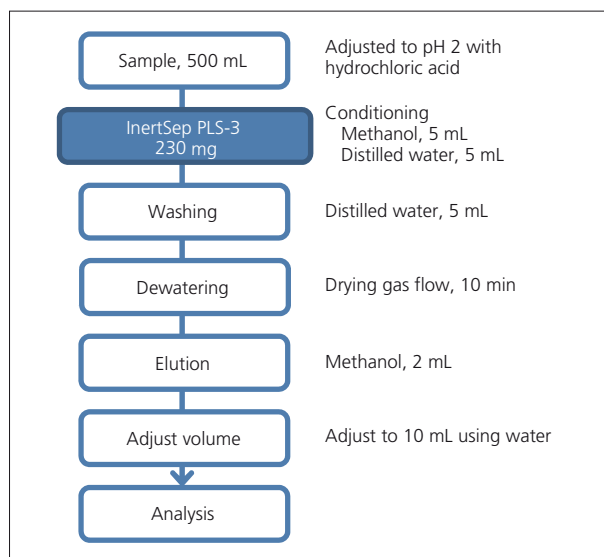 Sample, 500 mL
Adjusted to pH 2 with
hydrochloric acid
InertSep PLS-3
230 mg
Conditioning
Methanol, 5 mL
Distilled water, 5 mL
Washing
Distilled water, 5 mL
Dewatering
Drying gas flow, 10 min
Elution
Methanol, 2 mL
Adjust volume
Adjust to 10 mL using water
Analysis